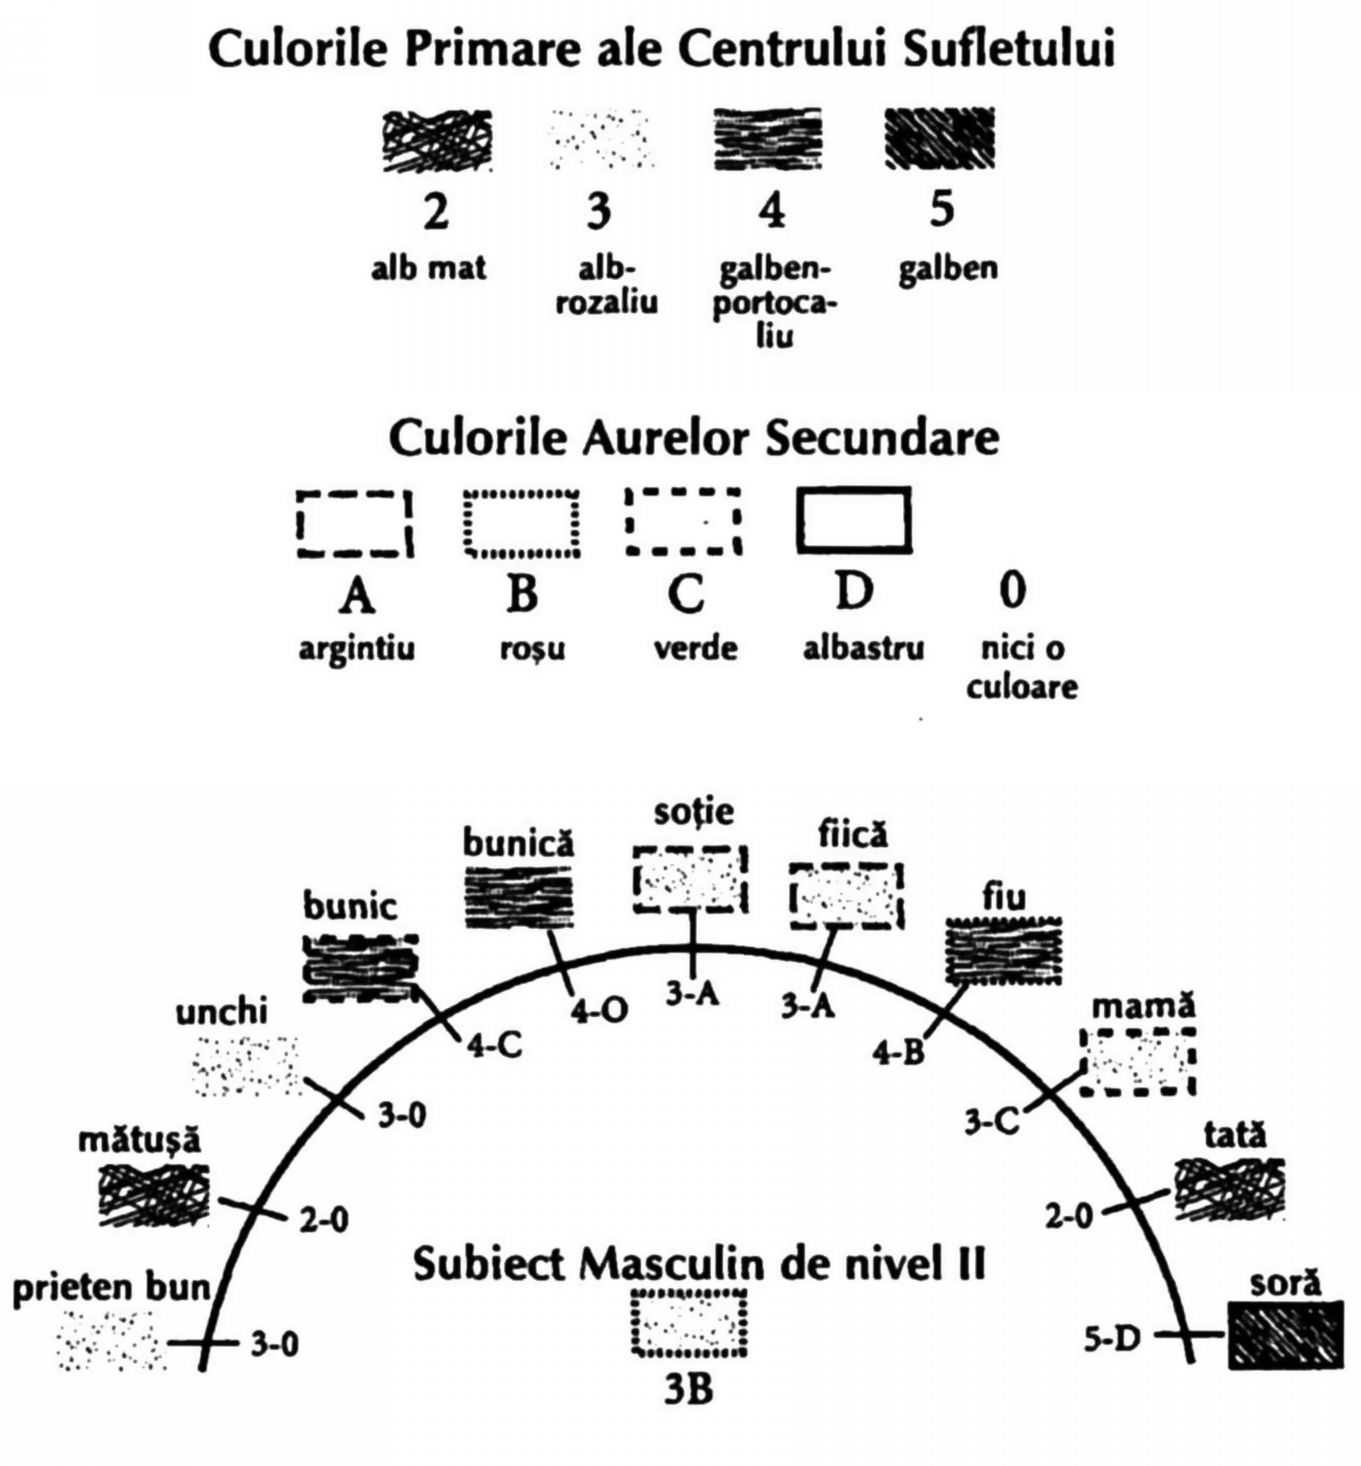 Culorile Primare ale Centrului Sufletului
2 3 4 5
alb mat alb- galben- galben
rozaliu portoca-
liu
Culorile Aurelor Secundare
A B C D 0
argintiu roșu verde albastru nici o
culoare
soție
fiică
bunică
fiu
bunic
3-A
3-A
4-O
mamă
unchi
4-C
4-B
3-0
3-C
mătușă
tată
2-0
2-0
Subiect Masculin de nivel II
prieten bun
soră
3-0
5-D
3B